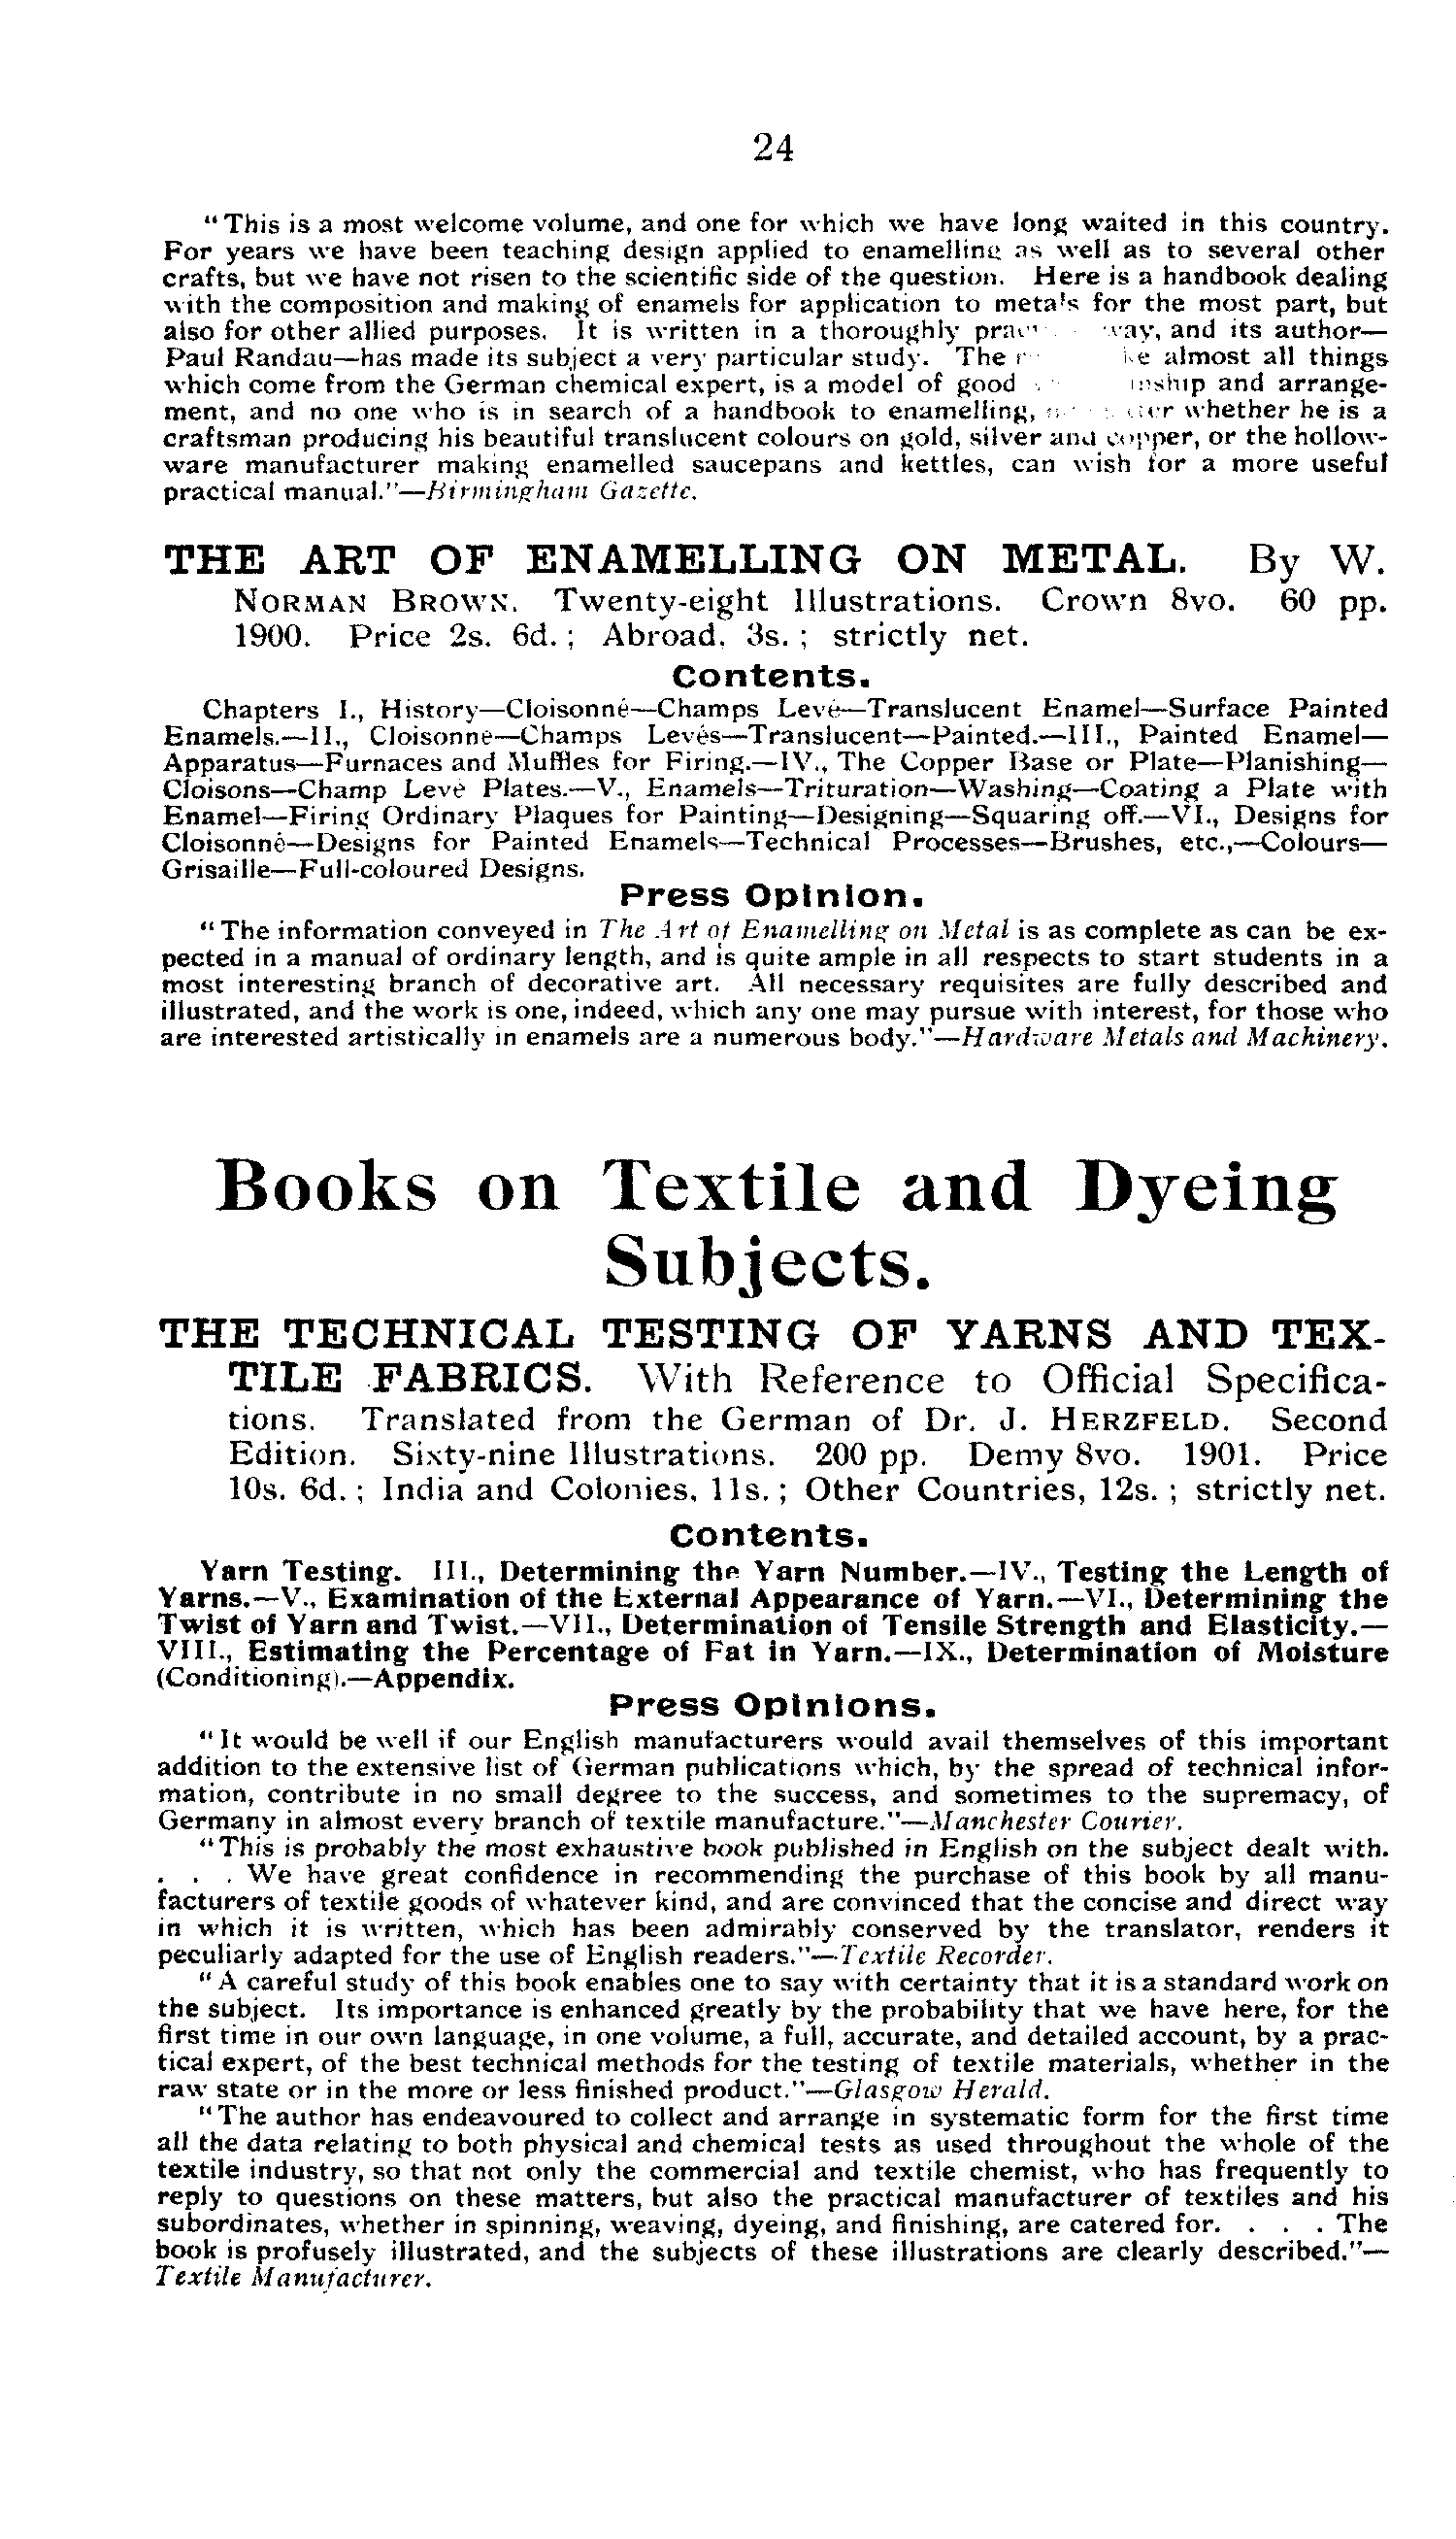 24
"This is a most welcome volume, and one for which we have long waited in this country.
For years we have been teaching design applied to enamelling as well as to several other
crafts, but we have not risen to the scientific side of the question. Here is a handbook dealing
with the composition and making of enamels for application to metals for the most part, but
also for other allied purposes. It is written in a thoroughly way, and its author—
Paul Randau—has made its subject a very particular study. The almost all things
which come from the German chemical expert, is a model of good and arrange-
ment, and no one who is in search of a handbook to enamelling, whether he is a
craftsman producing his beautiful translucent colours on gold, silver and copper, or the hollow-
ware manufacturer making enamelled saucepans and kettles, can wish for a more useful
practical manual."—Birmingham Gazette.
THE ART OF ENAMELLING ON METAL. By W.
NORMAN BROWN. Twenty-eight Illustrations. Crown 8vo. 60 pp.
1900. Price 2s. 6d.; Abroad, 3s.; strictly net.
Contents.
Chapters I., History—Cloisonné—Champs Levé—Translucent Enamel—Surface Painted
Enamels.—II., Cloisonné—Champs Levés—Translucent—Painted.—III., Painted Enamel—
Apparatus—Furnaces and Muffles for Firing.—IV., The Copper Base or Plate—Planishing—
Cloisons—Champ Levé Plates.—V., Enamels—Trituration—Washing—Coating a Plate with
Enamel—Firing Ordinary Plaques for Painting—Designing—Squaring off.—VI., Designs for
Cloisonné—Designs for Painted Enamels—Technical Processes—Brushes, etc.,—Colours—
Grisaille—Full-coloured Designs.
Press Opinion.
"The information conveyed in The Art of Enamelling on Metal is as complete as can be ex-
pected in a manual of ordinary length, and is quite ample in all respects to start students in a
most interesting branch of decorative art. All necessary requisites are fully described and
illustrated, and the work is one, indeed, which any one may pursue with interest, for those who
are interested artistically in enamels are a numerous body."—Hardware Metals and Machinery.
Books on Textile and Dyeing
Subjects.
THE TECHNICAL TESTING OF YARNS AND TEX-
TILE FABRICS. With Reference to Official Specifica-
tions. Translated from the German of Dr. J. HERZFELD. Second
Edition. Sixty-nine Illustrations. 200 pp. Demy 8vo. 1901. Price
10s. 6d.; India and Colonies, 11s.; Other Countries, 12s.; strictly net.
Contents.
Yarn Testing. III., Determining the Yarn Number.—IV., Testing the Length of
Yarns.—V., Examination of the External Appearance of Yarn.—VI., Determining the
Twist of Yarn and Twist.—VII., Determination of Tensile Strength and Elasticity.—
VIII., Estimating the Percentage of Fat in Yarn.—IX., Determination of Moisture
(Conditioning).—Appendix.
Press Opinions.
"It would be well if our English manufacturers would avail themselves of this important
addition to the extensive list of German publications which, by the spread of technical infor-
mation, contribute in no small degree to the success, and sometimes to the supremacy, of
Germany in almost every branch of textile manufacture."—Manchester Courier.
"This is probably the most exhaustive book published in English on the subject dealt with.
. . . We have great confidence in recommending the purchase of this book by all manu-
facturers of textile goods of whatever kind, and are convinced that the concise and direct way
in which it is written, which has been admirably conserved by the translator, renders it
peculiarly adapted for the use of English readers."—Textile Recorder.
"A careful study of this book enables one to say with certainty that it is a standard work on
the subject. Its importance is enhanced greatly by the probability that we have here, for the
first time in our own language, in one volume, a full, accurate, and detailed account, by a prac-
tical expert, of the best technical methods for the testing of textile materials, whether in the
raw state or in the more or less finished product."—Glasgow Herald.
"The author has endeavoured to collect and arrange in systematic form for the first time
all the data relating to both physical and chemical tests as used throughout the whole of the
textile industry, so that not only the commercial and textile chemist, who has frequently to
reply to questions on these matters, but also the practical manufacturer of textiles and his
subordinates, whether in spinning, weaving, dyeing, and finishing, are catered for. . . . The
book is profusely illustrated, and the subjects of these illustrations are clearly described."—
Textile Manufacturer.